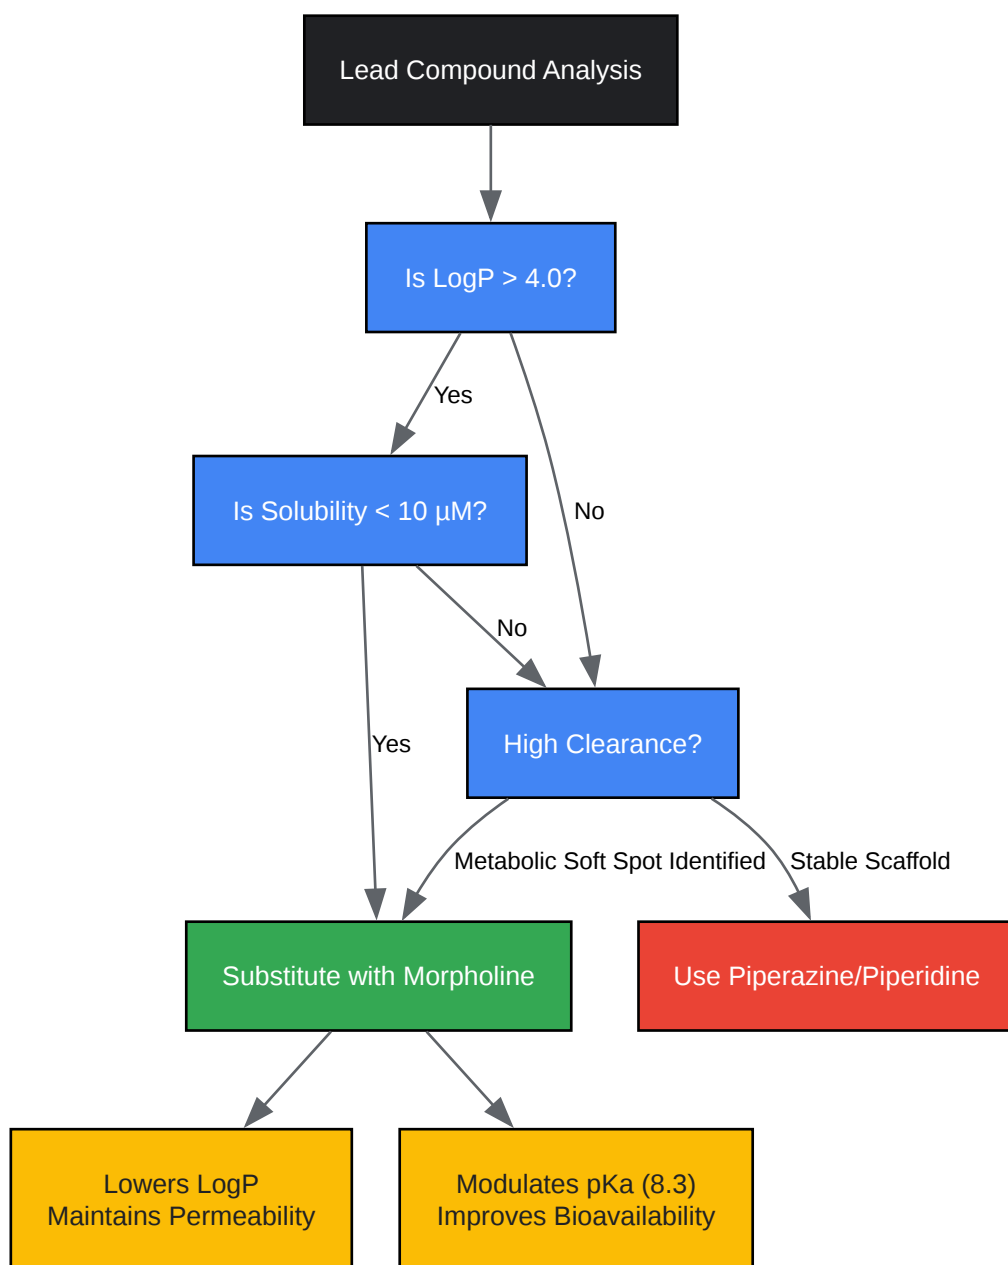 Lead Compound Analysis
Is LogP > 4.0?
Yes
Is Solubility < 10 µM?
No
No
High Clearance?
Yes
Metabolic Soft Spot Identified
Stable Scaffold
Substitute with Morpholine
Use Piperazine/Piperidine
Lowers LogP
Maintains Permeability
Modulates pKa (8.3)
Improves Bioavailability